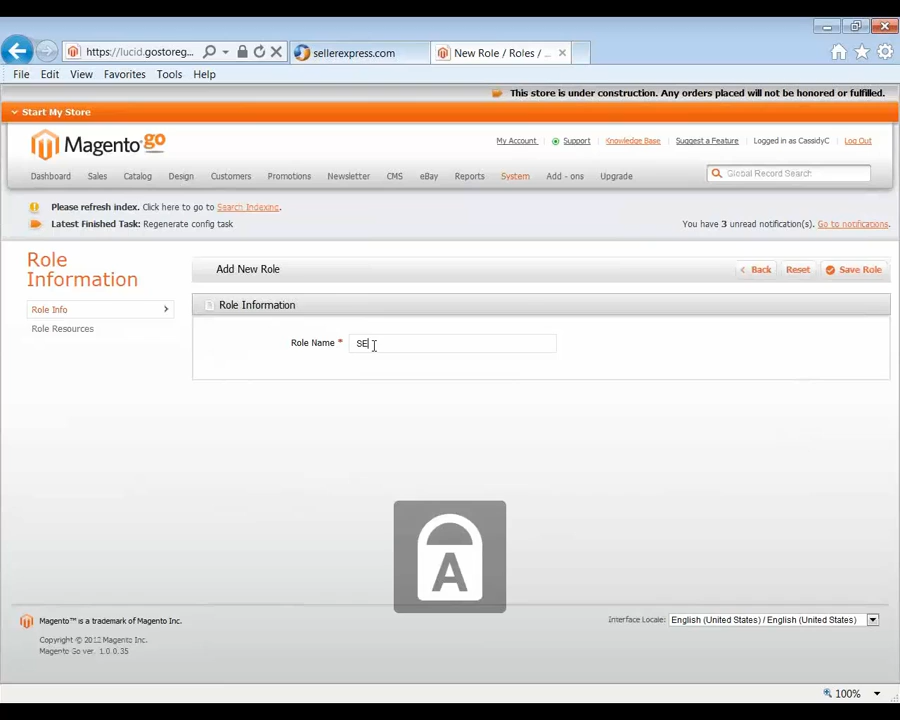 https://lucid.gostoreg...
sellerexpress.com
New Role / Roles / ...
File Edit View Favorites Tools Help
This store is under construction. Any orders placed will not be honored or fulfilled.
Start My Store
Magento go
My Account Support Knowledge Base Suggest a Feature Logged in as CassidyC Log Out
Dashboard Sales Catalog Design Customers Promotions Newsletter CMS eBay Reports System Add - ons Upgrade
Global Record Search
Please refresh index. Click here to go to Search Indexing.
Latest Finished Task: Regenerate config task
You have 3 unread notification(s). Go to notifications.
Role Information
Role Info
Role Resources
Add New Role
Back Reset Save Role
Role Information
Role Name * SE
A
Magento™ is a trademark of Magento Inc.
Copyright © 2012 Magento Inc.
Magento Go ver. 1.0.0.35
Interface Locale: English (United States) / English (United States)
100%